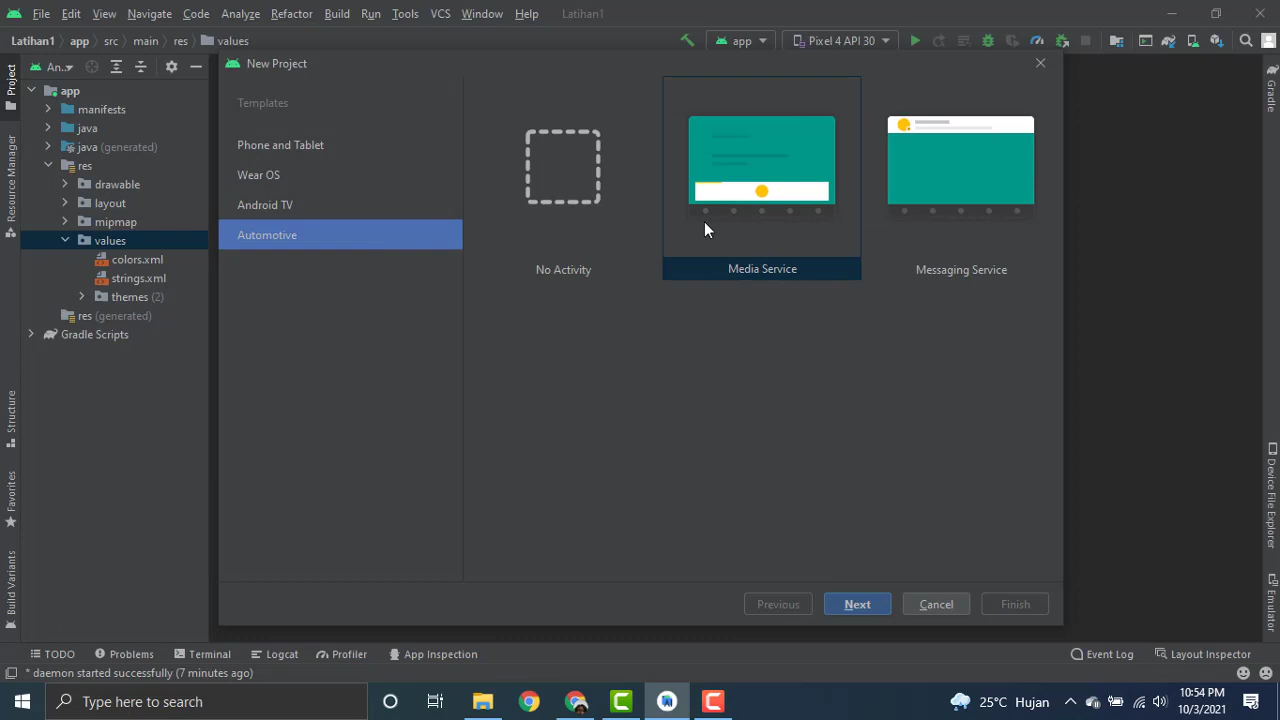 File Edit View Navigate Code Analyze Refactor Build Run Tools VCS Window Help Latihan1
Latihan1 app src main res values app Pixel 4 API 30
Project
Resource Manager
Structure
Favorites
Build Variants
An..
app
manifests
java
java (generated)
res
drawable
layout
mipmap
values
colors.xml
strings.xml
themes (2)
res (generated)
Gradle Scripts
New Project
Templates
Phone and Tablet
Wear OS
Android TV
Automotive
No Activity
Media Service
Messaging Service
Previous Next Cancel Finish
Gradle
Device File Explorer
Emulator
TODO Problems Terminal Logcat Profiler App Inspection Event Log Layout Inspector
* daemon started successfully (7 minutes ago)
Type here to search
25°C Hujan
10:54 PM
10/3/2021